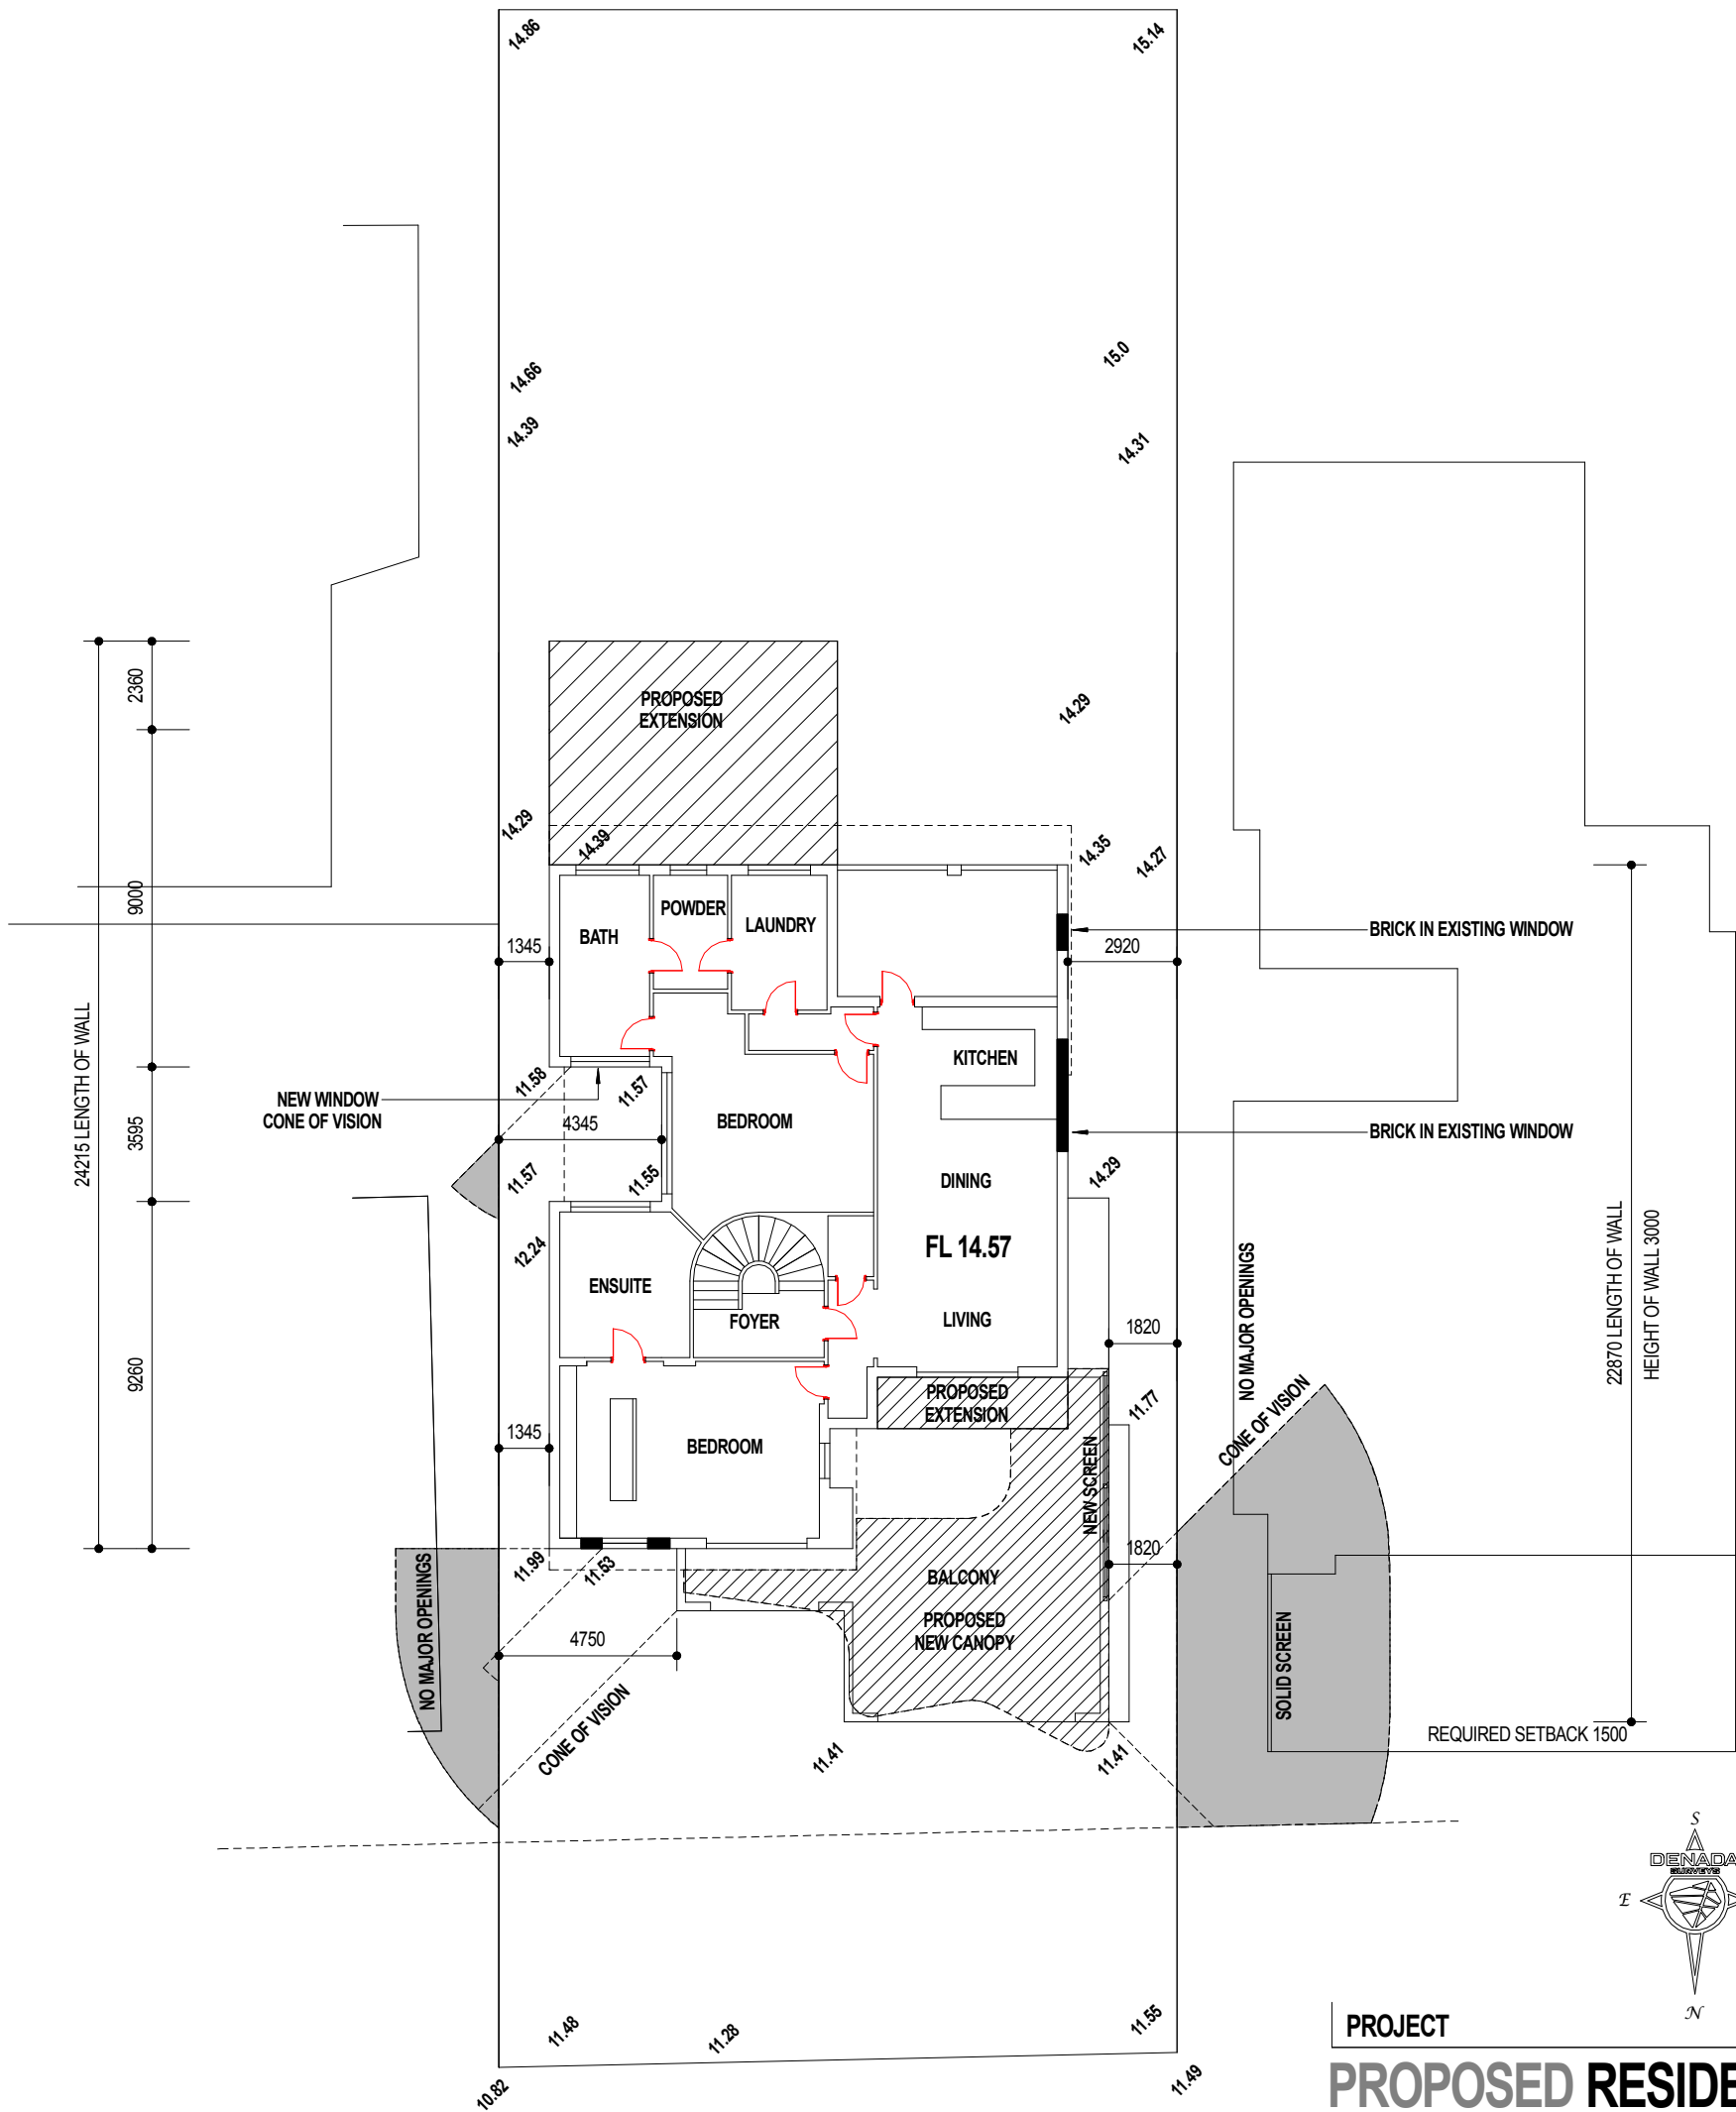 14.86
15.14
14.66
15.0
14.39
14.31
2360
PROPOSED
EXTENSION
14.29
14.29
14.39
14.35
14.27
9000
POWDER
BATH
LAUNDRY
BRICK IN EXISTING WINDOW
1345
2920
24215 LENGTH OF WALL
KITCHEN
11.58
11.57
NEW WINDOW
CONE OF VISION
4345
BEDROOM
BRICK IN EXISTING WINDOW
3595
11.57
11.55
DINING
14.29
12.24
FL 14.57
ENSUITE
FOYER
LIVING
NO MAJOR OPENINGS
22870 LENGTH OF WALL
HEIGHT OF WALL 3000
1820
9260
PROPOSED
EXTENSION
11.77
CONE OF VISION
1345
BEDROOM
NEW SCREEN
1820
11.99
11.53
BALCONY
NO MAJOR OPENINGS
PROPOSED
NEW CANOPY
4750
SOLID SCREEN
CONE OF VISION
REQUIRED SETBACK 1500
11.41
11.41
S
DENADA
SURVEYS
E
N
11.48
11.28
11.55
PROJECT
10.82
11.49
PROPOSED RESIDE